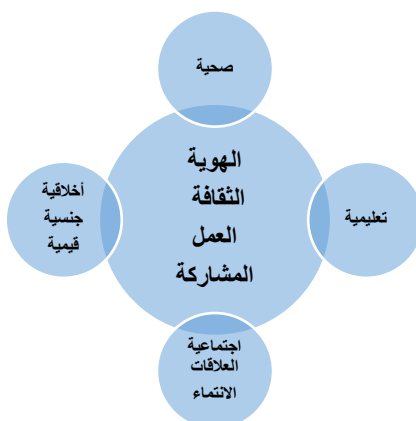 صحية
الهوية
الثقافة
العمل
المشاركة
أخلاقية
جنسية
قيمية
تعليمية
اجتماعية
العلاقات
الانتماء